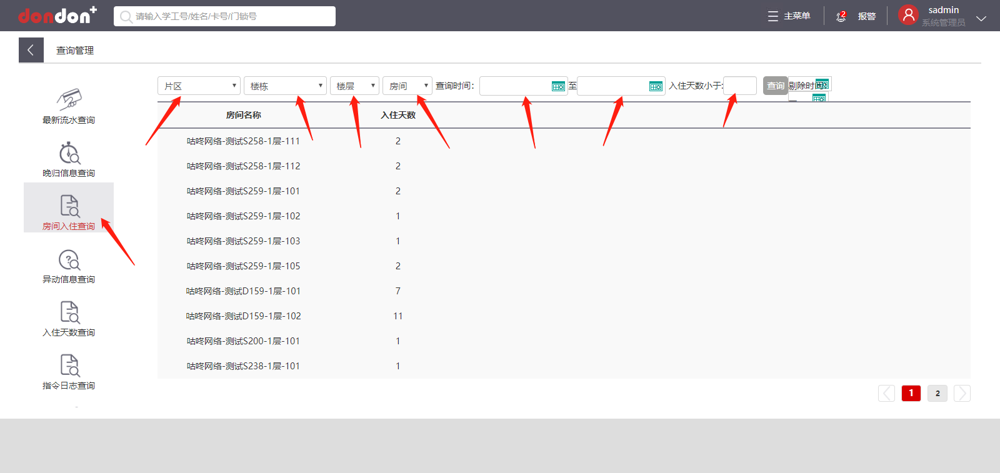 dondon+
请输入学工号/姓名/卡号/门锁号
主菜单
2
报警
sadmin
系统管理员
查询管理
最新流水查询
晚归信息查询
房间入住查询
异动信息查询
入住天数查询
指令日志查询
片区 楼栋 楼层 房间 查询时间: 至 入住天数小于: 查询 剔除时间
房间名称 入住天数
咕咚网络-测试S258-1层-111 2
咕咚网络-测试S258-1层-112 2
咕咚网络-测试S259-1层-101 2
咕咚网络-测试S259-1层-102 1
咕咚网络-测试S259-1层-103 1
咕咚网络-测试S259-1层-105 2
咕咚网络-测试D159-1层-101 7
咕咚网络-测试D159-1层-102 11
咕咚网络-测试S200-1层-101 1
咕咚网络-测试S238-1层-101 1
1 2